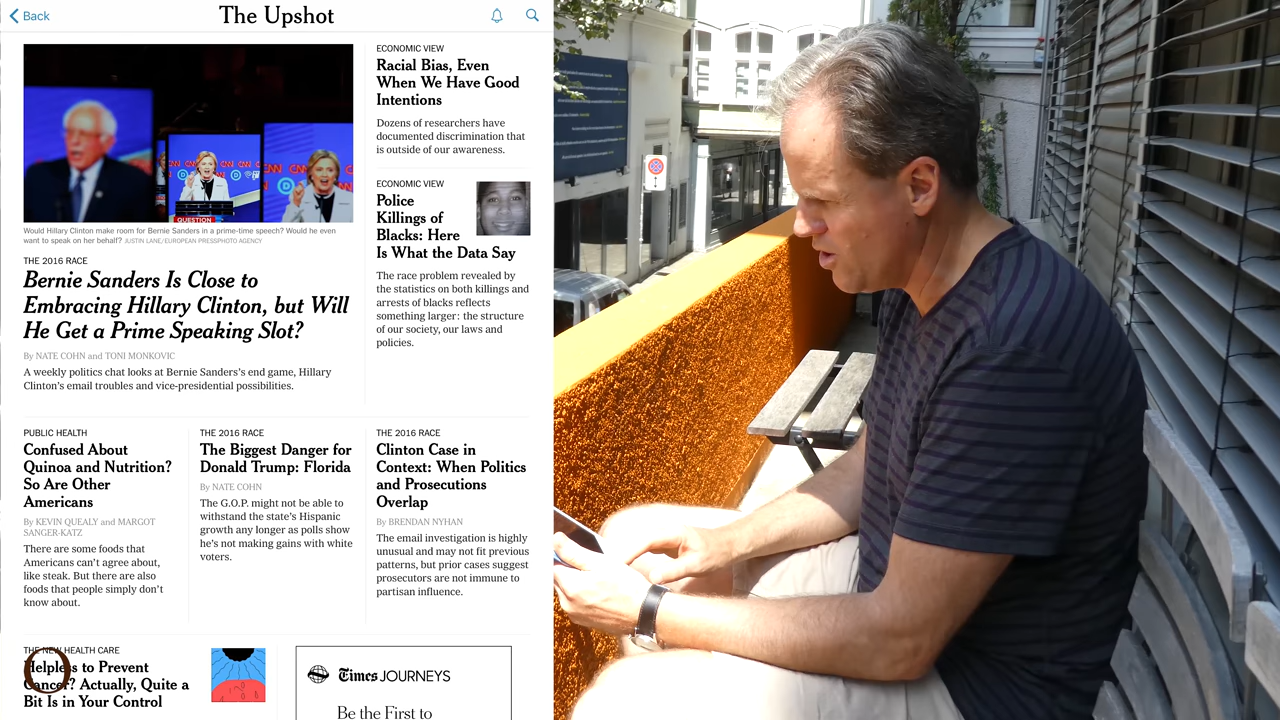 Back
The Upshot
CNN
CNN
CNN
CNN
QUESTION
Would Hillary Clinton make room for Bernie Sanders in a prime-time speech? Would he even
want to speak on her behalf? JUSTIN LANE/EUROPEAN PRESSPHOTO AGENCY
THE 2016 RACE
Bernie Sanders Is Close to
Embracing Hillary Clinton, but Will
He Get a Prime Speaking Slot?
By NATE COHN and TONI MONKOVIC
A weekly politics chat looks at Bernie Sanders's end game, Hillary
Clinton's email troubles and vice-presidential possibilities.
ECONOMIC VIEW
Racial Bias, Even
When We Have Good
Intentions
Dozens of researchers have
documented discrimination that
is outside of our awareness.
ECONOMIC VIEW
Police
Killings of
Blacks: Here
Is What the Data Say
The race problem revealed by
the statistics on both killings and
arrests of blacks reflects
something larger: the structure
of our society, our laws and
policies.
PUBLIC HEALTH
Confused About
Quinoa and Nutrition?
So Are Other
Americans
By KEVIN QUEALY and MARGOT
SANGER-KATZ
There are some foods that
Americans can't agree about,
like steak. But there are also
foods that people simply don't
know about.
THE 2016 RACE
The Biggest Danger for
Donald Trump: Florida
By NATE COHN
The G.O.P. might not be able to
withstand the state's Hispanic
growth any longer as polls show
he's not making gains with white
voters.
THE 2016 RACE
Clinton Case in
Context: When Politics
and Prosecutions
Overlap
By BRENDAN NYHAN
The email investigation is highly
unusual and may not fit previous
patterns, but prior cases suggest
prosecutors are not immune to
partisan influence.
THE NEW HEALTH CARE
Helpless to Prevent
Cancer? Actually, Quite a
Bit Is in Your Control
Times JOURNEYS
Be the First to